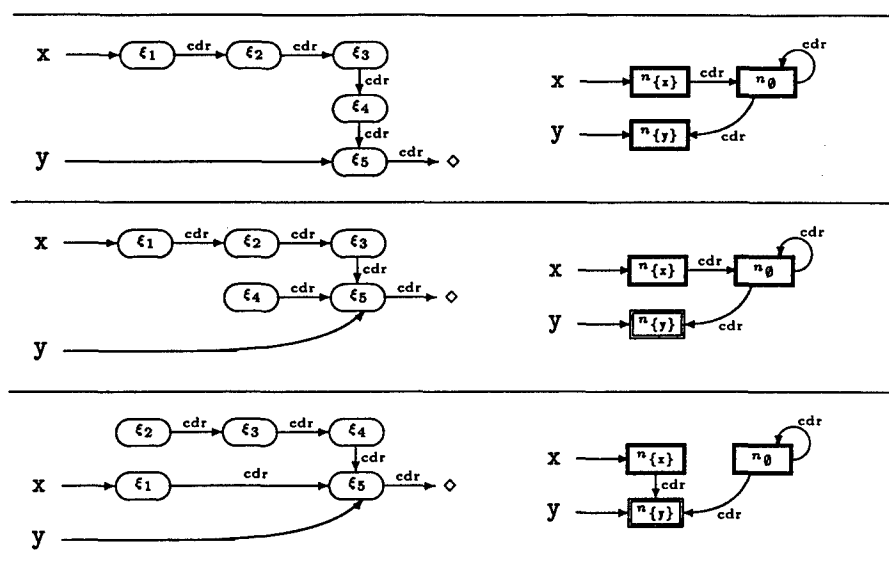 x ξ1 cdr ξ2 cdr ξ3
cdr
ξ4
cdr
y ξ5 cdr ◇
x n{x} cdr n∅ cdr
y n{y} cdr
x ξ1 cdr ξ2 cdr ξ3
cdr
ξ4 cdr ξ5 cdr ◇
y
x n{x} cdr n∅ cdr
y n{y} cdr
ξ2 cdr ξ3 cdr ξ4
cdr
x ξ1 cdr ξ5 cdr ◇
y
x n{x} n∅ cdr
cdr
y n{y} cdr